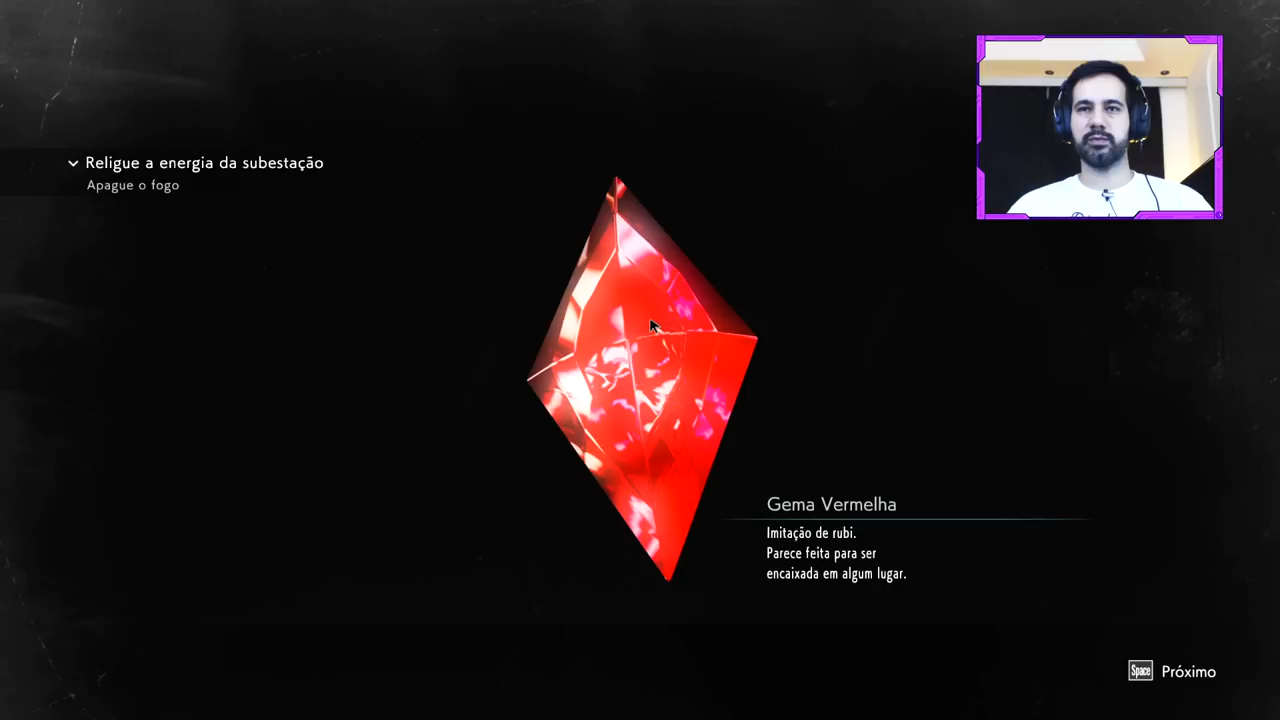 Religue a energia da subestação
Apague o fogo
Gema Vermelha
Imitação de rubi.
Parece feita para ser
encaixada em algum lugar.
Space Próximo